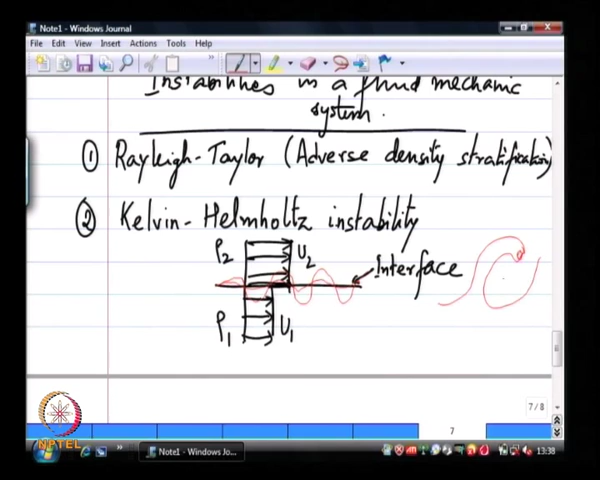 Note1 - Windows Journal
File Edit View Insert Actions Tools Help
Instabilities in a fluid mechanic
system.
① Rayleigh-Taylor (Adverse density stratification)
② Kelvin-Helmholtz instability
ρ2 U2
Interface
ρ1 U1
7/8
7
NPTEL
Note1 - Windows Jo...
13:38